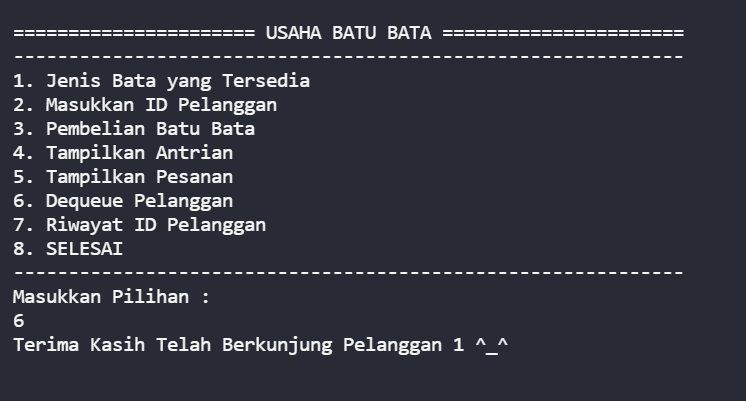 ====================== USAHA BATU BATA ======================
-------------------------------------------------------------
1. Jenis Bata yang Tersedia
2. Masukkan ID Pelanggan
3. Pembelian Batu Bata
4. Tampilkan Antrian
5. Tampilkan Pesanan
6. Dequeue Pelanggan
7. Riwayat ID Pelanggan
8. SELESAI
-------------------------------------------------------------
Masukkan Pilihan :
6
Terima Kasih Telah Berkunjung Pelanggan 1 ^_^